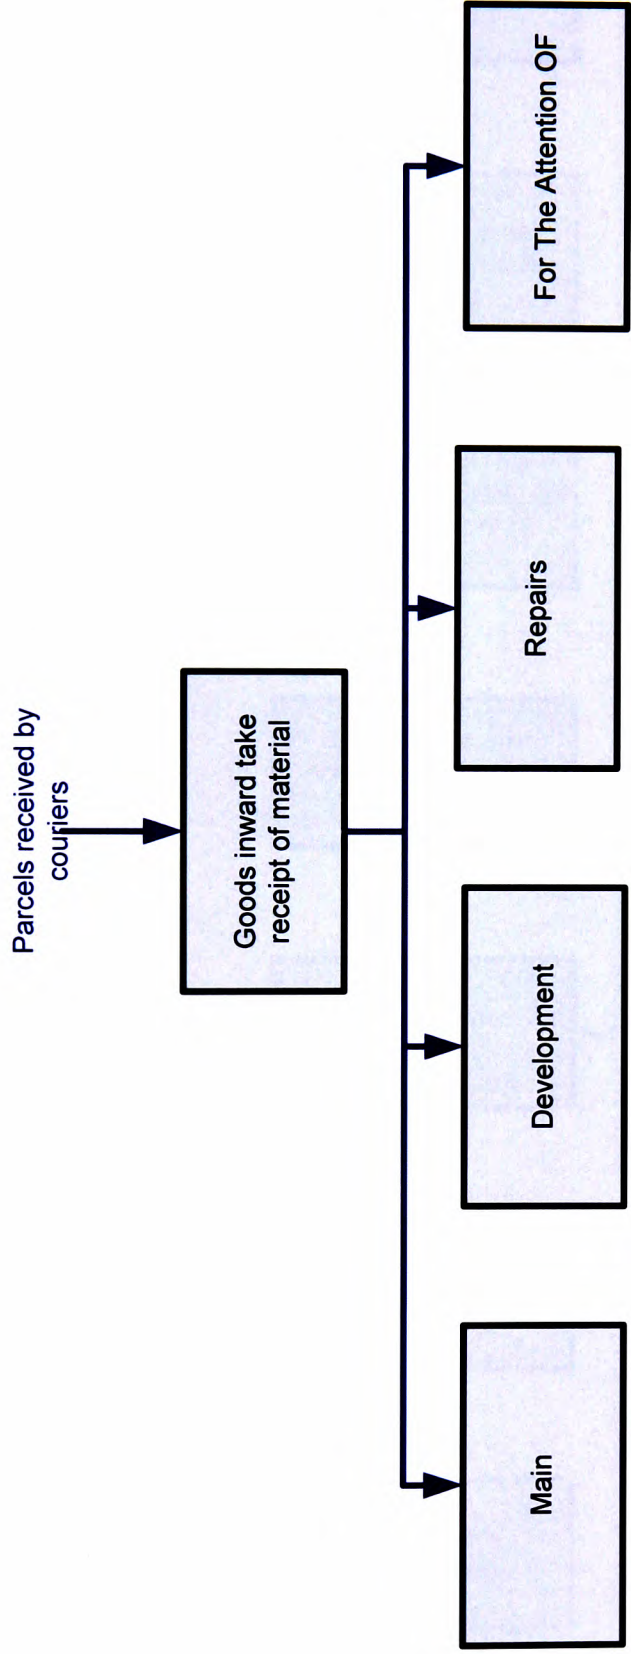 Parcels received by
couriers
Goods inward take
receipt of material
Main
Development
Repairs
For The Attention OF